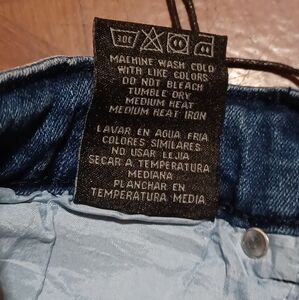 30c
MACHINE WASH COLD
WITH LIKE COLORS
DO NOT BLEACH
TUMBLE DRY
MEDIUM HEAT
MEDIUM HEAT IRON
LAVAR EN AGUA FRIA
COLORES SIMILARES
NO USAR LEJIA
SECAR A TEMPERATURA
MEDIANA
PLANCHAR EN
TEMPERATURA MEDIA